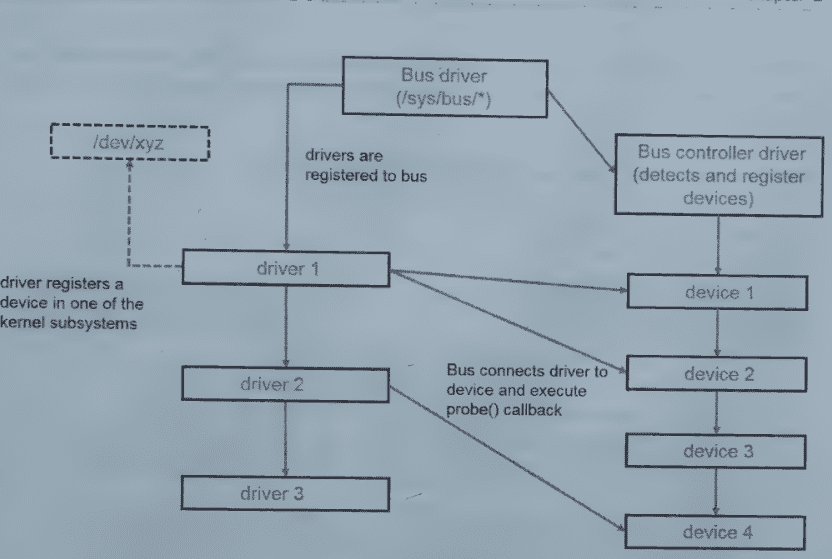 Bus driver
(/sys/bus/*)
/dev/xyz
drivers are
registered to bus
Bus controller driver
(detects and register
devices)
driver 1
driver registers a
device in one of the
kernel subsystems
device 1
Bus connects driver to
device and execute
probe() callback
driver 2
device 2
device 3
driver 3
device 4